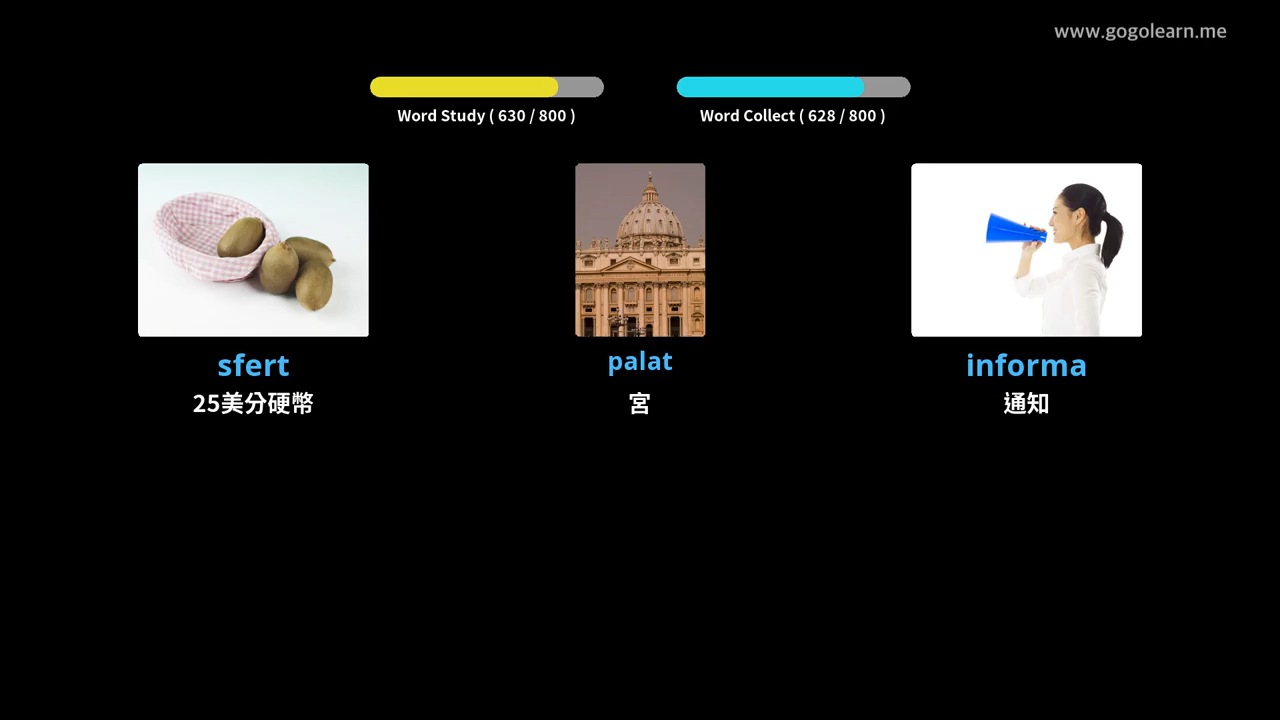 www.gogolearn.me
Word Study ( 630 / 800 )
Word Collect ( 628 / 800 )
sfert
palat
informa
25美分硬幣
宮
通知